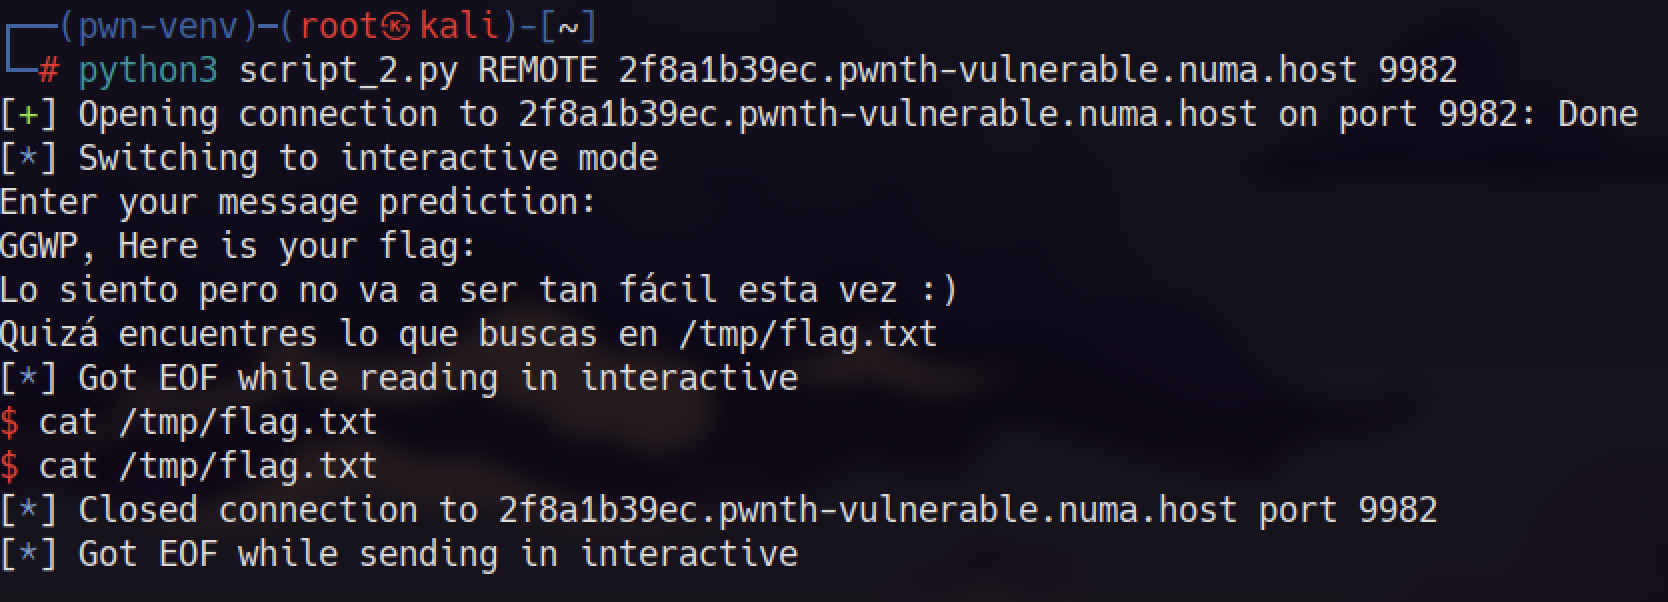 ┌──(pwn-venv)─(root㉿kali)-[~]
└─# python3 script_2.py REMOTE 2f8a1b39ec.pwnth-vulnerable.numa.host 9982
[+] Opening connection to 2f8a1b39ec.pwnth-vulnerable.numa.host on port 9982: Done
[*] Switching to interactive mode
Enter your message prediction:
GGWP, Here is your flag:
Lo siento pero no va a ser tan fácil esta vez :)
Quizá encuentres lo que buscas en /tmp/flag.txt
[*] Got EOF while reading in interactive
$ cat /tmp/flag.txt
$ cat /tmp/flag.txt
[*] Closed connection to 2f8a1b39ec.pwnth-vulnerable.numa.host port 9982
[*] Got EOF while sending in interactive